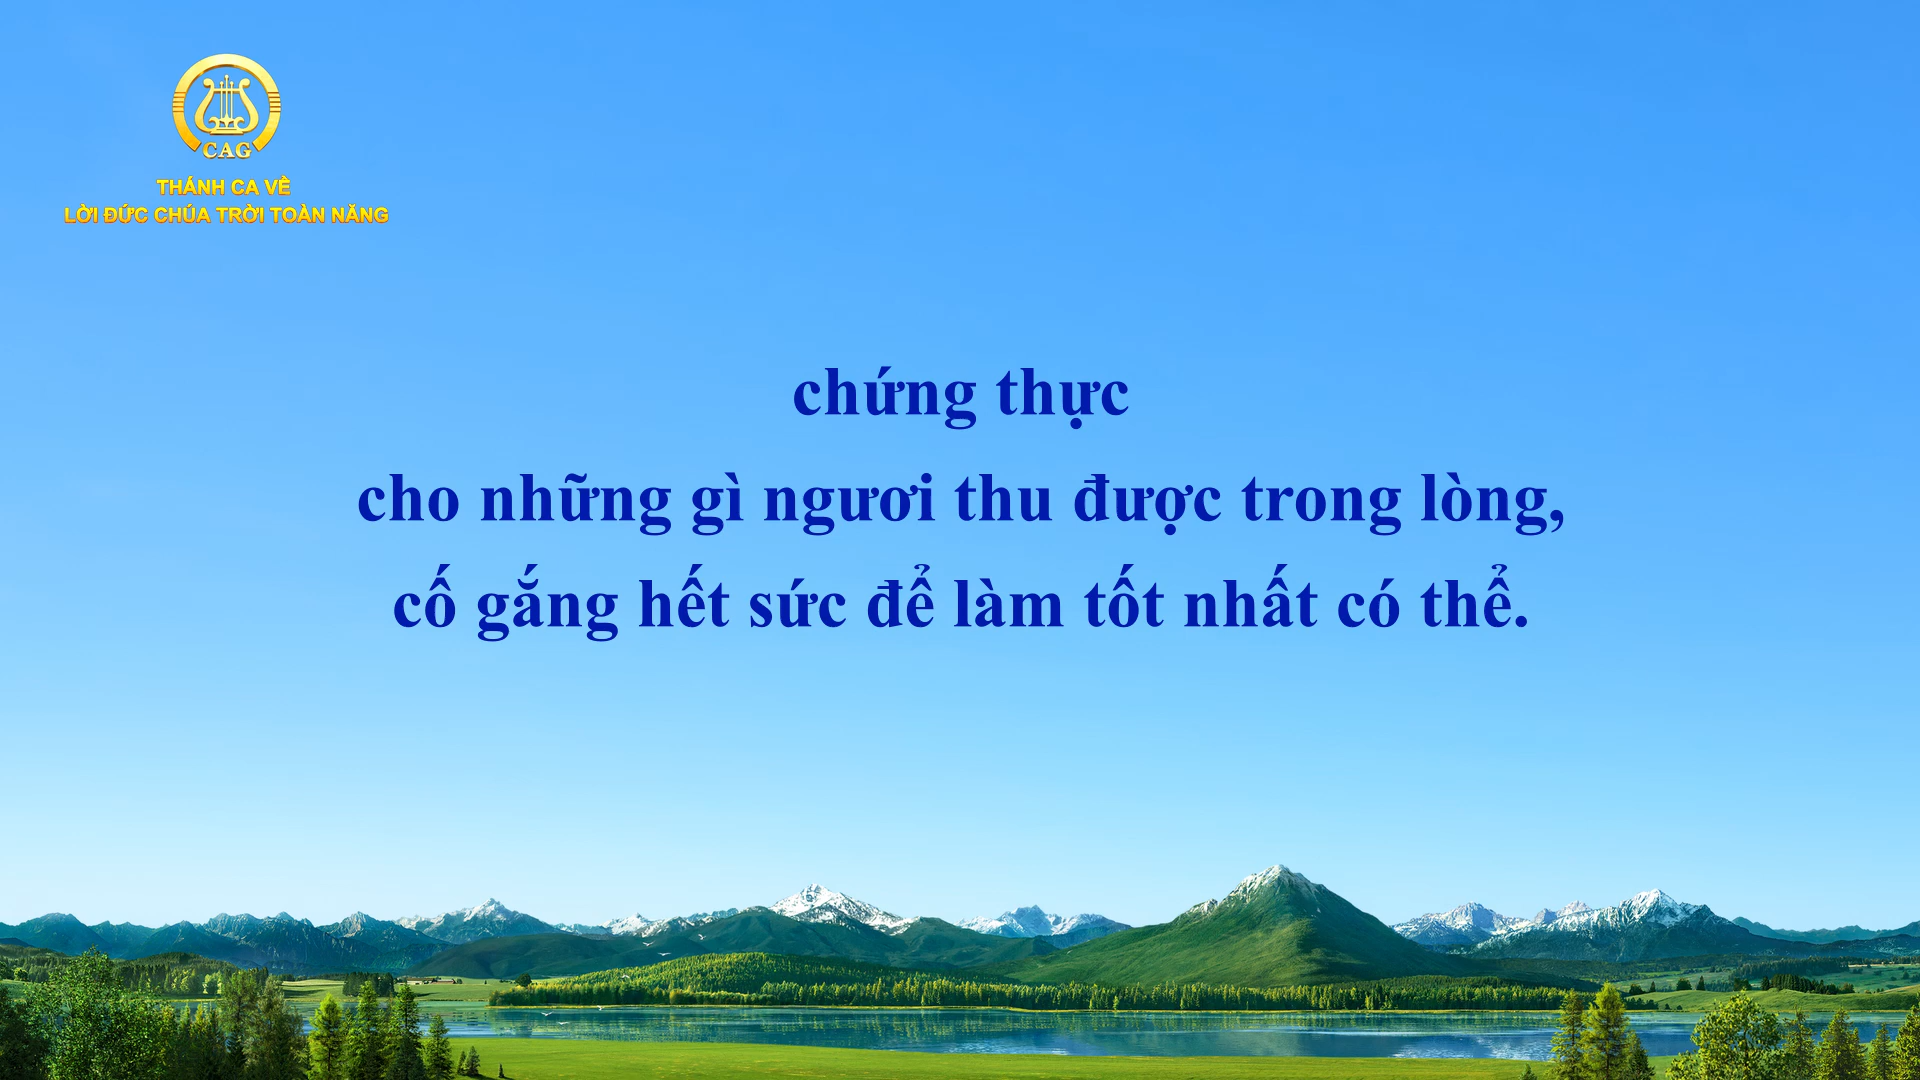 CAG
THÁNH CA VỀ
LỜI ĐỨC CHÚA TRỜI TOÀN NĂNG
chứng thực
cho những gì ngươi thu được trong lòng,
cố gắng hết sức để làm tốt nhất có thể.